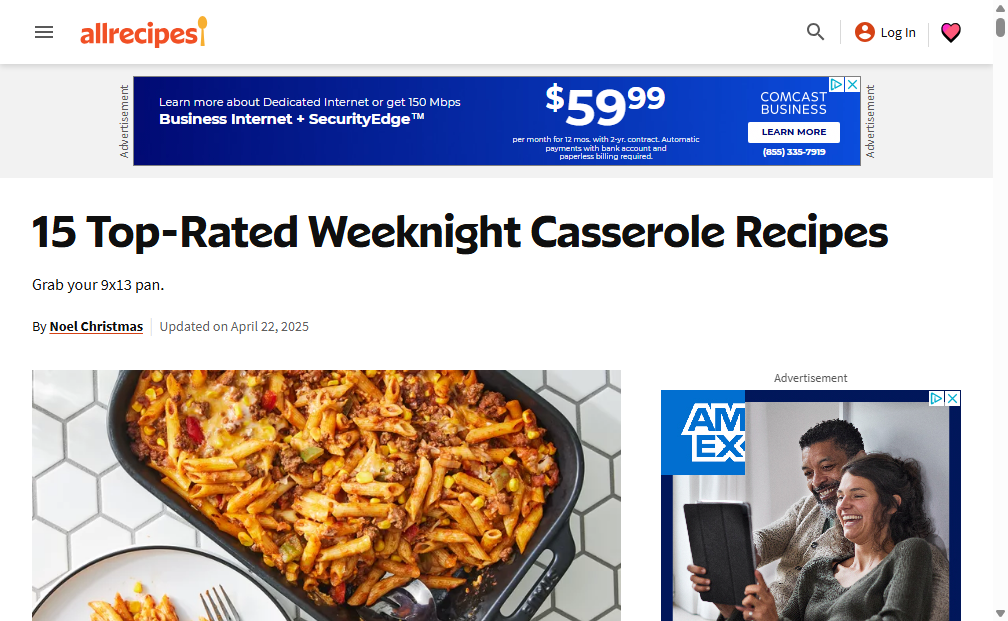 allrecipes
Log In
Advertisement
Learn more about Dedicated Internet or get 150 Mbps
Business Internet + SecurityEdge™
$59⁹⁹
per month for 12 mos. with 2-yr. contract. Automatic
payments with bank account and
paperless billing required.
COMCAST
BUSINESS
LEARN MORE
(855) 335-7919
Advertisement
15 Top-Rated Weeknight Casserole Recipes
Grab your 9x13 pan.
By Noel Christmas Updated on April 22, 2025
Advertisement
AM
EX